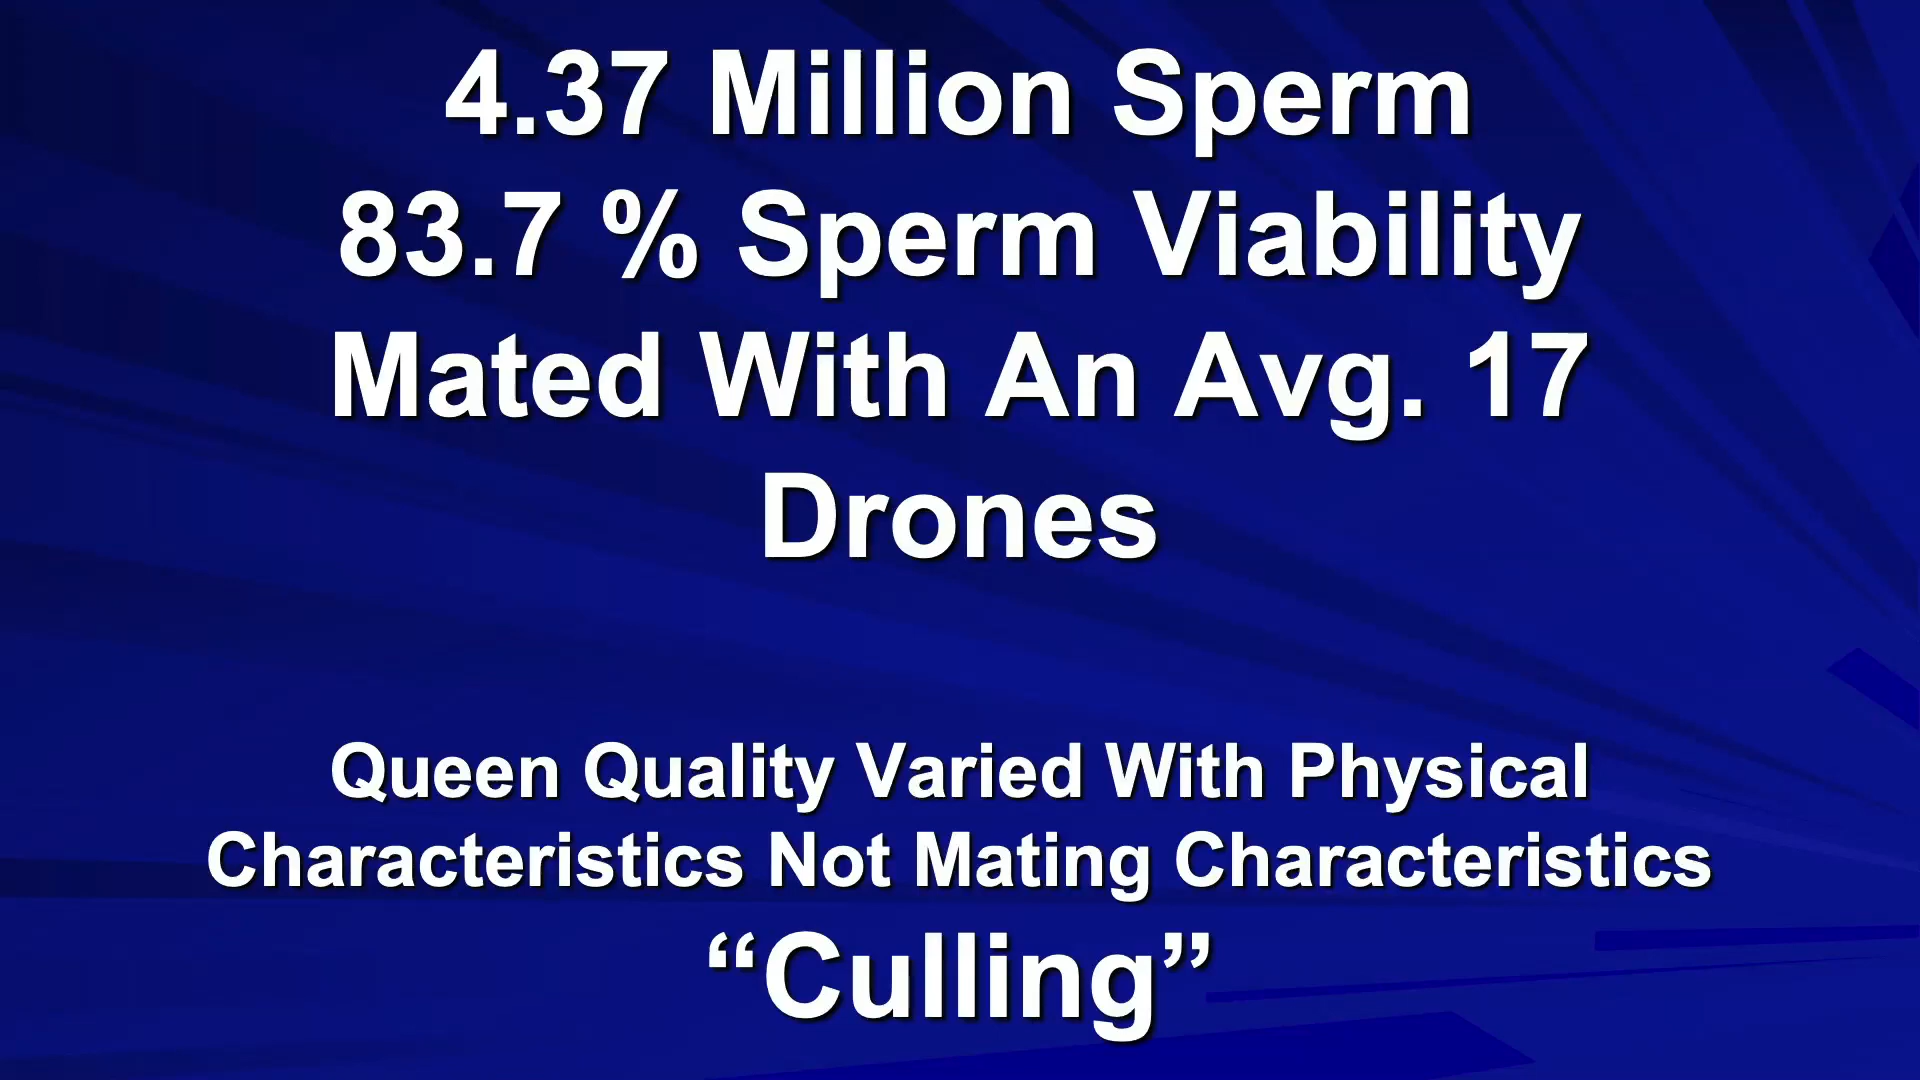 4.37 Million Sperm
83.7 % Sperm Viability
Mated With An Avg. 17
Drones
Queen Quality Varied With Physical
Characteristics Not Mating Characteristics
“Culling”